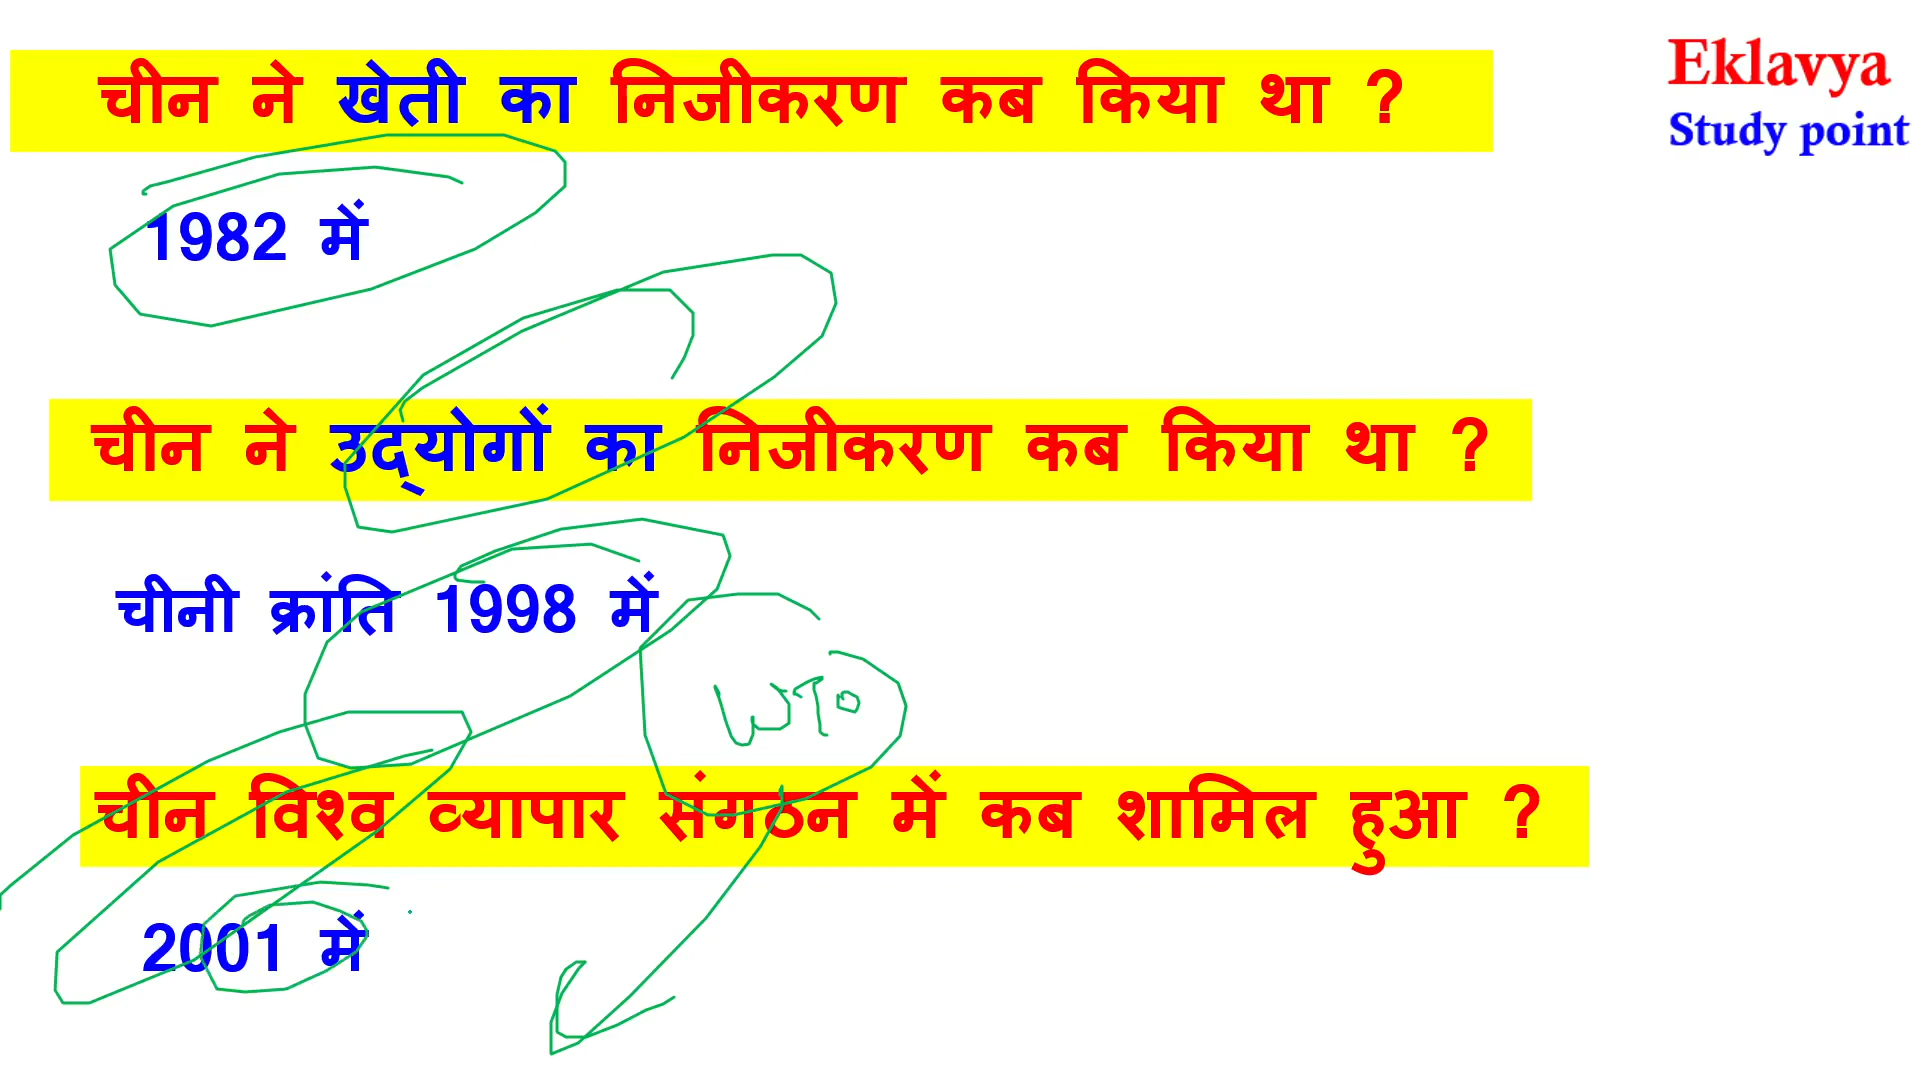 चीन ने खेती का निजीकरण कब किया था ?
Eklavya
Study point
1982 में
चीन ने उद्योगों का निजीकरण कब किया था ?
चीनी क्रांति 1998 में
WTO
चीन विश्व व्यापार संगठन में कब शामिल हुआ ?
2001 में